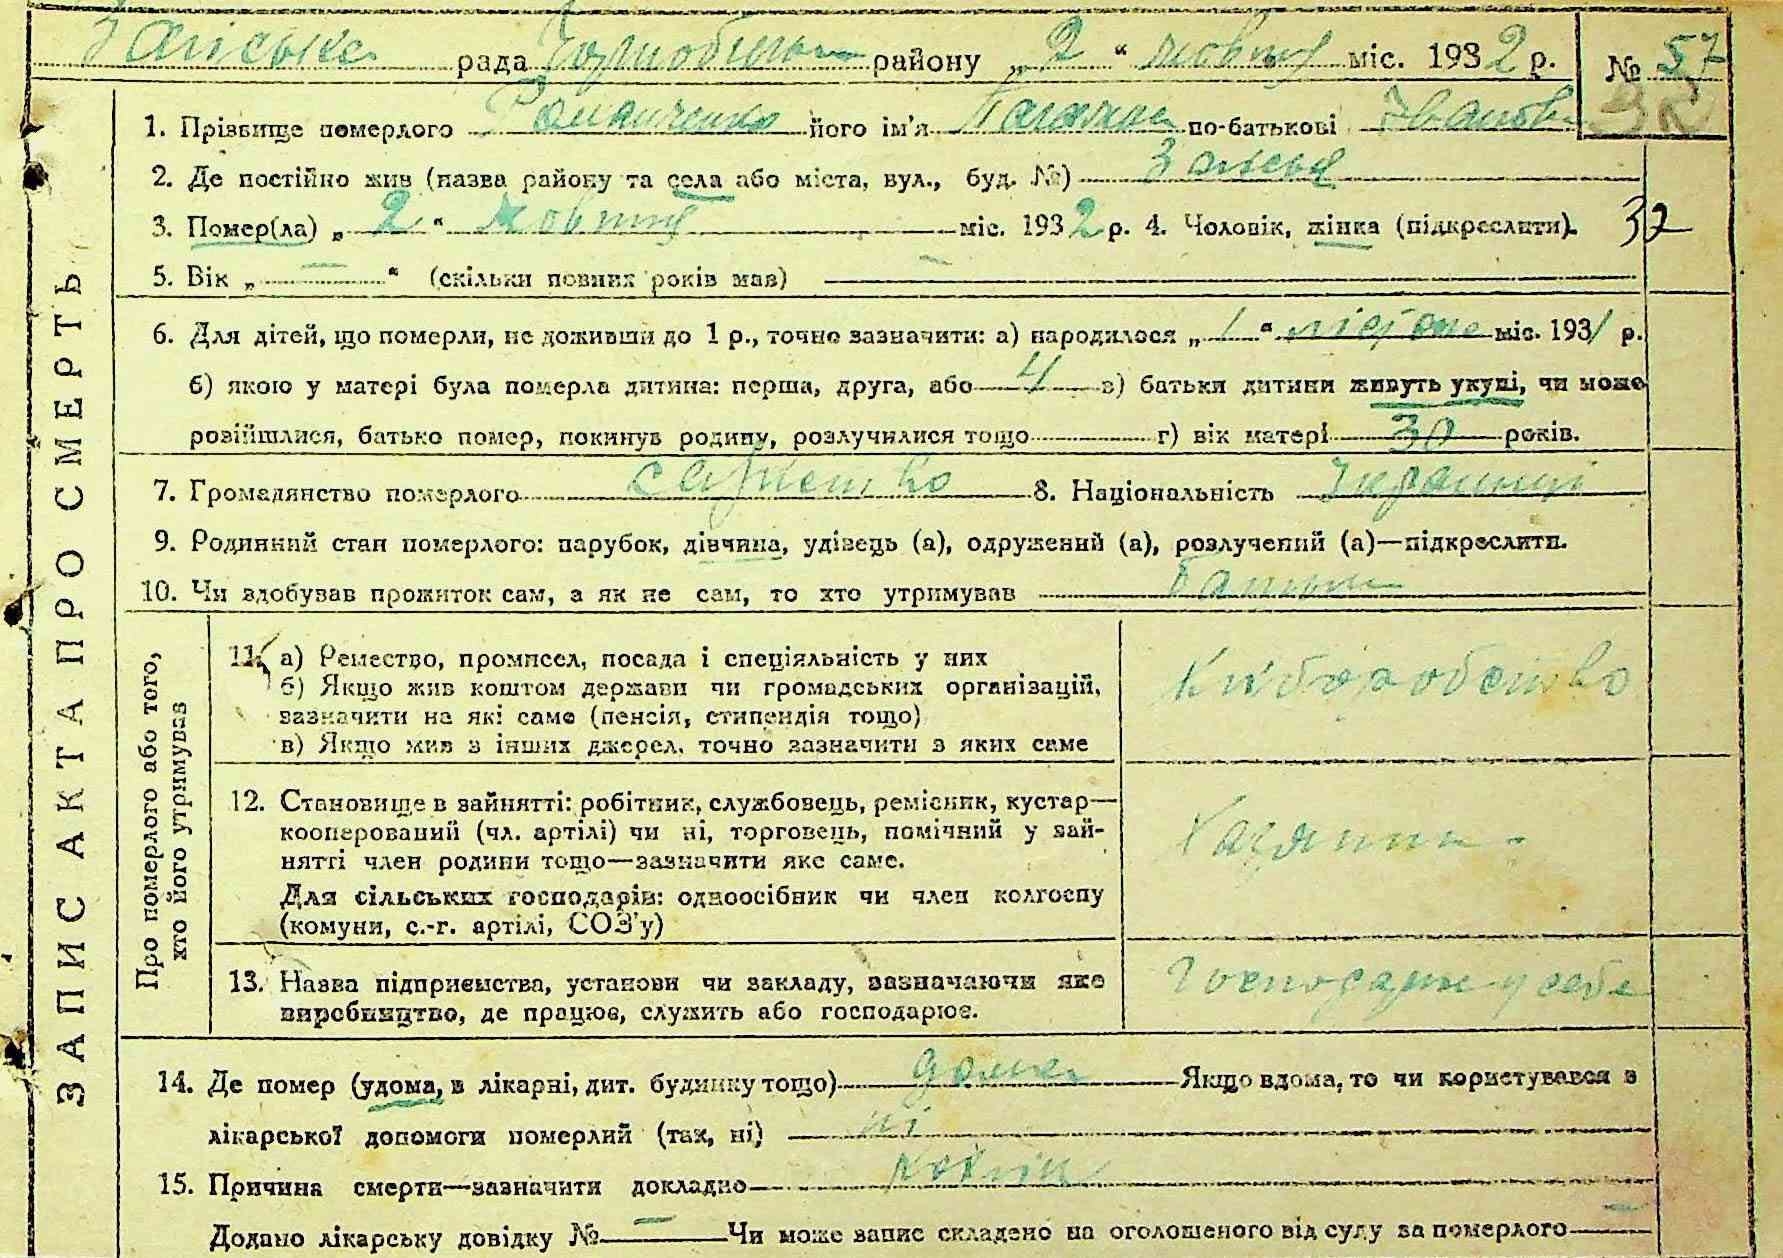 рада Чорнобильськ району „ 2 “ жовтня міс. 1932 р. № 57
1. Прізвище померлого Романченко його ім'я по-батькові Іванов
2. Де постійно жив (назва району та села або міста, вул., буд. №) Залісся
3. Помер(ла) „ 2 “ жовтня міс. 1932 р. 4. Чоловік, жінка (підкреслити). 32
5. Вік „ — “ (скільки повних років мав) —
6. Для дітей, що померли, не доживши до 1 р., точно зазначити: а) народилося „ 1 “ міс. 1931 р.
б) якою у матері була померла дитина: перша, друга, або 4 в) батьки дитини живуть укупі, чи може
розійшлися, батько помер, покинув родину, розлучилися тощо г) вік матері 30 років.
7. Громадянство померлого 8. Національність Українці
9. Родинний стан померлого: парубок, дівчина, удівець (а), одружений (а), розлучений (а)—підкреслити.
10. Чи здобував прожиток сам, а як не сам, то хто утримував батьки
ЗАПИС АКТА ПРО СМЕРТЬ
Про померлого або того,
хто його утримував
11. а) Ремество, промисел, посада і спеціяльність у них
б) Якщо жив коштом держави чи громадських організацій,
зазначити на які саме (пенсія, стипендія тощо)
в) Якщо жив з інших джерел, точно зазначити з яких саме
Хліборобство
12. Становище в зайнятті: робітник, службовець, ремісник, кустар—
кооперований (чл. артілі) чи ні, торговець, помічний у зай-
нятті член родини тощо—зазначити яке саме.
Для сільських господарів: одноосібник чи член колгоспу
(комуни, с.-г. артілі, СОЗ'у)
Хазяїн
13. Назва підприємства, установи чи закладу, зазначаючи яке
виробництво, де працює, служить або господарює.
Господарює у себе
14. Де помер (удома, в лікарні, дит. будинку тощо) дома Якщо вдома, то чи користувався з
лікарської допомоги померлий (так, ні) ні
15. Причина смерти—зазначити докладно
Додано лікарську довідку № — Чи може запис складено на оголошеного від суду за померлого —